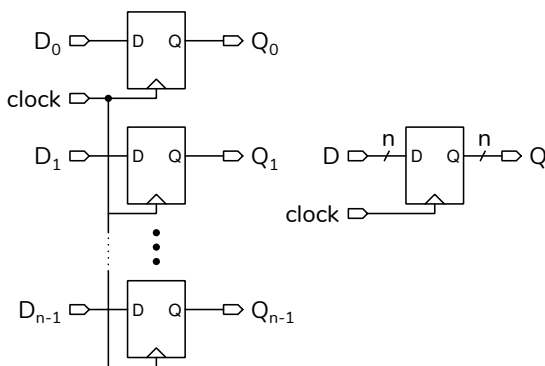 D0 D Q Q0
clock
D1 D Q Q1
D n D Q n Q
clock
Dn-1 D Q Qn-1